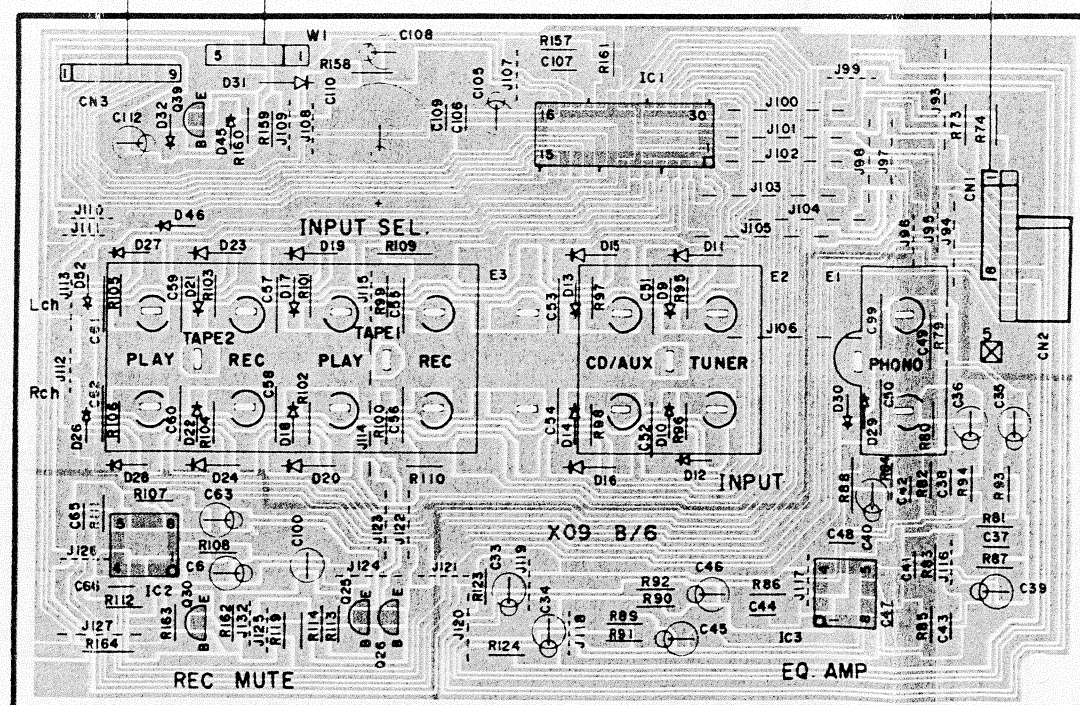 W1
5 1
C108
R158
C110
R157
C107
R161
IC1
J99
1 9
CN3
D31
Q39
E
B
C112
D32
D45
R160
R159
J109
J108
C109
C106
C105
J107
16 30
15 1
J100
J101
J102
J103
J104
J105
J98
J97
J93
R73
R74
CN1
8
J96
J95
J94
J110
J111
D46
INPUT SEL.
D27
D23
D19
R109
D15
D11
E3
E2
E1
Lch
J113
D52
R105
C59
D21
R103
C57
D17
R101
J115
R99
C55
C53
D13
R97
C51
D9
R95
C99
C49
R79
C61
TAPE2
TAPE1
J106
5
CN2
J112
PLAY
REC
PLAY
REC
CD/AUX
TUNER
PHONO
Rch
C62
D26
R106
C60
D22
R104
C58
D18
R102
J114
R100
C56
C54
D14
R98
C52
D10
R96
D30
D29
C50
R80
C36
C35
D28
D24
D20
R110
D16
D12
INPUT
R107
C63
C65
R111
8
4
J123
J122
X09 B/6
R88
R84
C42
R82
C38
R94
R93
C48
C40
R81
C37
R87
J126
R108
C6
C100
J124
J121
C33
J119
R123
R92
R90
C46
R86
C44
J117
4 5
8
C41
R83
J116
C39
C64
R112
IC2
Q30
E
B
R163
R162
J132
J125
R119
R114
R113
Q25
E
B
Q26
B
J120
C34
J118
R89
R91
C45
IC3
C47
R85
C43
J127
R164
R124
REC MUTE
EQ. AMP